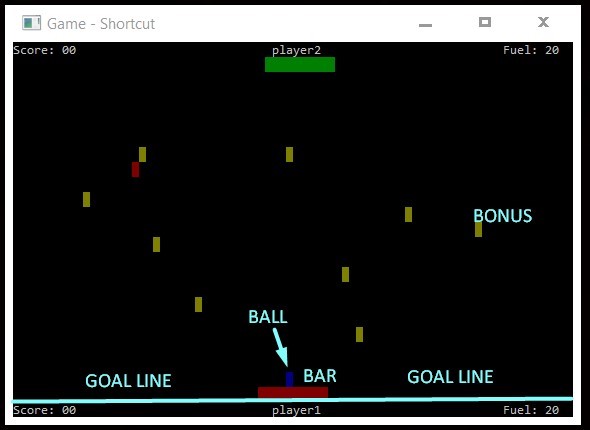 Game - Shortcut
Score: 00 player2 Fuel: 20
BONUS
BALL
BAR
GOAL LINE GOAL LINE
Score: 00 player1 Fuel: 20